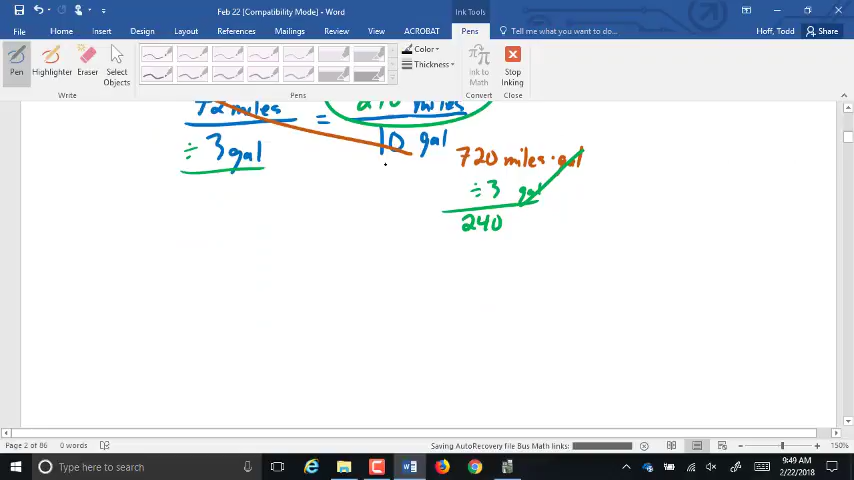 Feb 22 [Compatibility Mode] - Word
Ink Tools
File Home Insert Design Layout References Mailings Review View ACROBAT Pens Tell me what you want to do... Hoff, Todd Share
Pen Highlighter Eraser Select Objects
Color Thickness
Ink to Math Stop Inking
Write Pens Convert Close
72 miles = 240 miles
÷ 3 gal 10 gal
720 miles · gal
÷ 3 gal
240
Page 2 of 86 0 words Saving AutoRecovery file Bus Math links: 150%
Type here to search 9:49 AM
2/22/2018